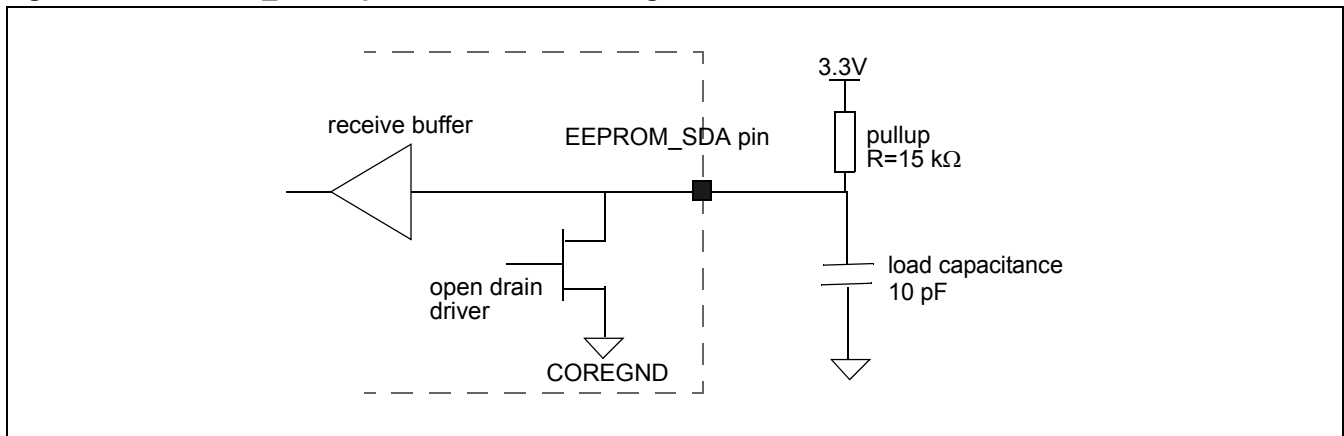 3.3V
receive buffer
EEPROM_SDA pin
pullup
R=15 kΩ
open drain
driver
load capacitance
10 pF
COREGND